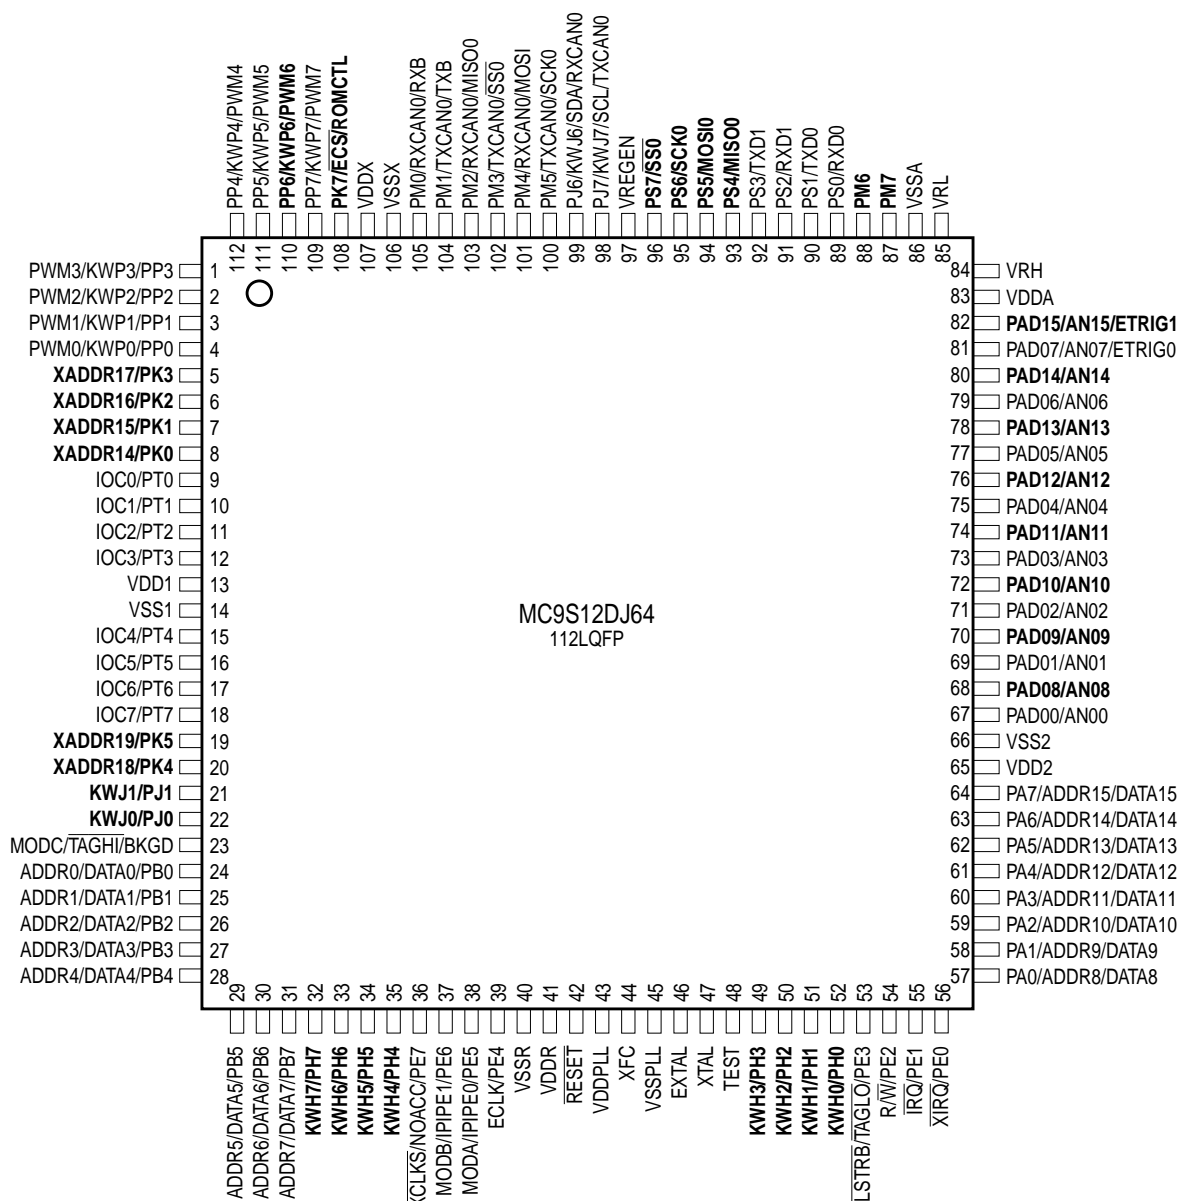 PP4/KWP4/PWM4
PP5/KWP5/PWM5
PP6/KWP6/PWM6
PP7/KWP7/PWM7
PK7/ECS/ROMCTL
VDDX
VSSX
PM0/RXCAN0/RXB
PM1/TXCAN0/TXB
PM2/RXCAN0/MISO0
PM3/TXCAN0/SS0
PM4/RXCAN0/MOSI
PM5/TXCAN0/SCK0
PJ6/KWJ6/SDA/RXCAN0
PJ7/KWJ7/SCL/TXCAN0
VREGEN
PS7/SS0
PS6/SCK0
PS5/MOSI0
PS4/MISO0
PS3/TXD1
PS2/RXD1
PS1/TXD0
PS0/RXD0
PM6
PM7
VSSA
VRL
112
111
110
109
108
107
106
105
104
103
102
101
100
99
98
97
96
95
94
93
92
91
90
89
88
87
86
85
PWM3/KWP3/PP3 1
PWM2/KWP2/PP2 2
PWM1/KWP1/PP1 3
PWM0/KWP0/PP0 4
XADDR17/PK3 5
XADDR16/PK2 6
XADDR15/PK1 7
XADDR14/PK0 8
IOC0/PT0 9
IOC1/PT1 10
IOC2/PT2 11
IOC3/PT3 12
VDD1 13
VSS1 14
IOC4/PT4 15
IOC5/PT5 16
IOC6/PT6 17
IOC7/PT7 18
XADDR19/PK5 19
XADDR18/PK4 20
KWJ1/PJ1 21
KWJ0/PJ0 22
MODC/TAGHI/BKGD 23
ADDR0/DATA0/PB0 24
ADDR1/DATA1/PB1 25
ADDR2/DATA2/PB2 26
ADDR3/DATA3/PB3 27
ADDR4/DATA4/PB4 28
MC9S12DJ64
112LQFP
84 VRH
83 VDDA
82 PAD15/AN15/ETRIG1
81 PAD07/AN07/ETRIG0
80 PAD14/AN14
79 PAD06/AN06
78 PAD13/AN13
77 PAD05/AN05
76 PAD12/AN12
75 PAD04/AN04
74 PAD11/AN11
73 PAD03/AN03
72 PAD10/AN10
71 PAD02/AN02
70 PAD09/AN09
69 PAD01/AN01
68 PAD08/AN08
67 PAD00/AN00
66 VSS2
65 VDD2
64 PA7/ADDR15/DATA15
63 PA6/ADDR14/DATA14
62 PA5/ADDR13/DATA13
61 PA4/ADDR12/DATA12
60 PA3/ADDR11/DATA11
59 PA2/ADDR10/DATA10
58 PA1/ADDR9/DATA9
57 PA0/ADDR8/DATA8
29
30
31
32
33
34
35
36
37
38
39
40
41
42
43
44
45
46
47
48
49
50
51
52
53
54
55
56
ADDR5/DATA5/PB5
ADDR6/DATA6/PB6
ADDR7/DATA7/PB7
KWH7/PH7
KWH6/PH6
KWH5/PH5
KWH4/PH4
XCLKS/NOACC/PE7
MODB/IPIPE1/PE6
MODA/IPIPE0/PE5
ECLK/PE4
VSSR
VDDR
RESET
VDDPLL
XFC
VSSPLL
EXTAL
XTAL
TEST
KWH3/PH3
KWH2/PH2
KWH1/PH1
KWH0/PH0
LSTRB/TAGLO/PE3
R/W/PE2
IRQ/PE1
XIRQ/PE0